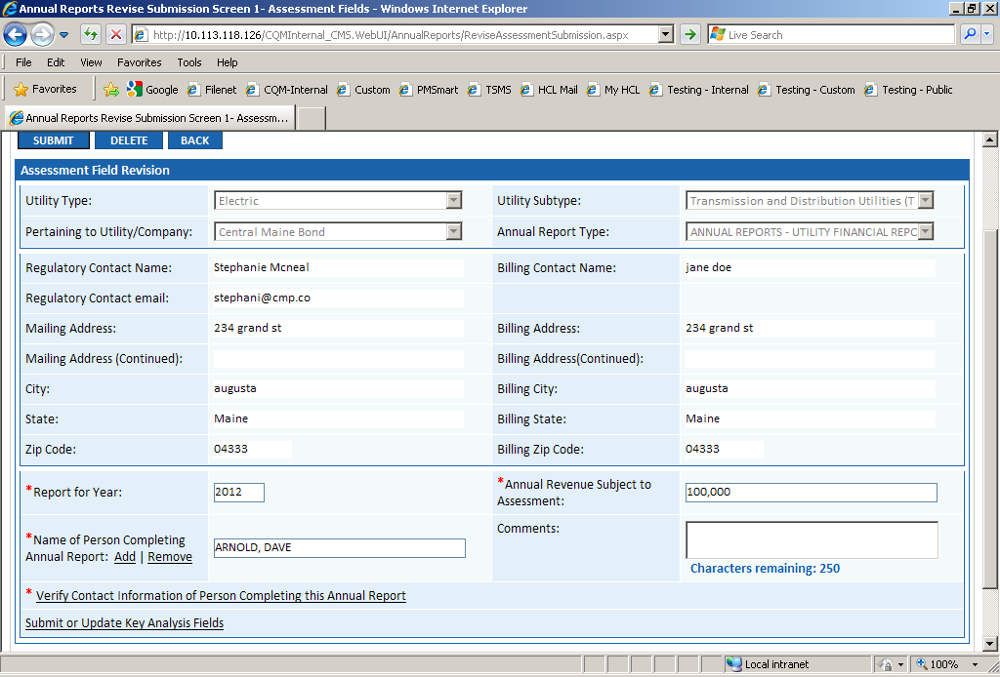 Annual Reports Revise Submission Screen 1- Assessment Fields - Windows Internet Explorer
http://10.113.118.126/CQMInternal_CMS.WebUI/AnnualReports/ReviseAssessmentSubmission.aspx
Live Search
File Edit View Favorites Tools Help
Favorites Google Filenet CQM-Internal Custom PMSmart TSMS HCL Mail My HCL Testing - Internal Testing - Custom Testing - Public
Annual Reports Revise Submission Screen 1- Assessm...
SUBMIT DELETE BACK
Assessment Field Revision
Utility Type: Electric Utility Subtype: Transmission and Distribution Utilities (T
Pertaining to Utility/Company: Central Maine Bond Annual Report Type: ANNUAL REPORTS - UTILITY FINANCIAL REPC
Regulatory Contact Name: Stephanie Mcneal Billing Contact Name: jane doe
Regulatory Contact email: stephani@cmp.co
Mailing Address: 234 grand st Billing Address: 234 grand st
Mailing Address (Continued): Billing Address(Continued):
City: augusta Billing City: augusta
State: Maine Billing State: Maine
Zip Code: 04333 Billing Zip Code: 04333
*Report for Year: 2012 *Annual Revenue Subject to
Assessment: 100,000
*Name of Person Completing
Annual Report: Add | Remove ARNOLD, DAVE Comments:
Characters remaining: 250
* Verify Contact Information of Person Completing this Annual Report
Submit or Update Key Analysis Fields
Local intranet 100%